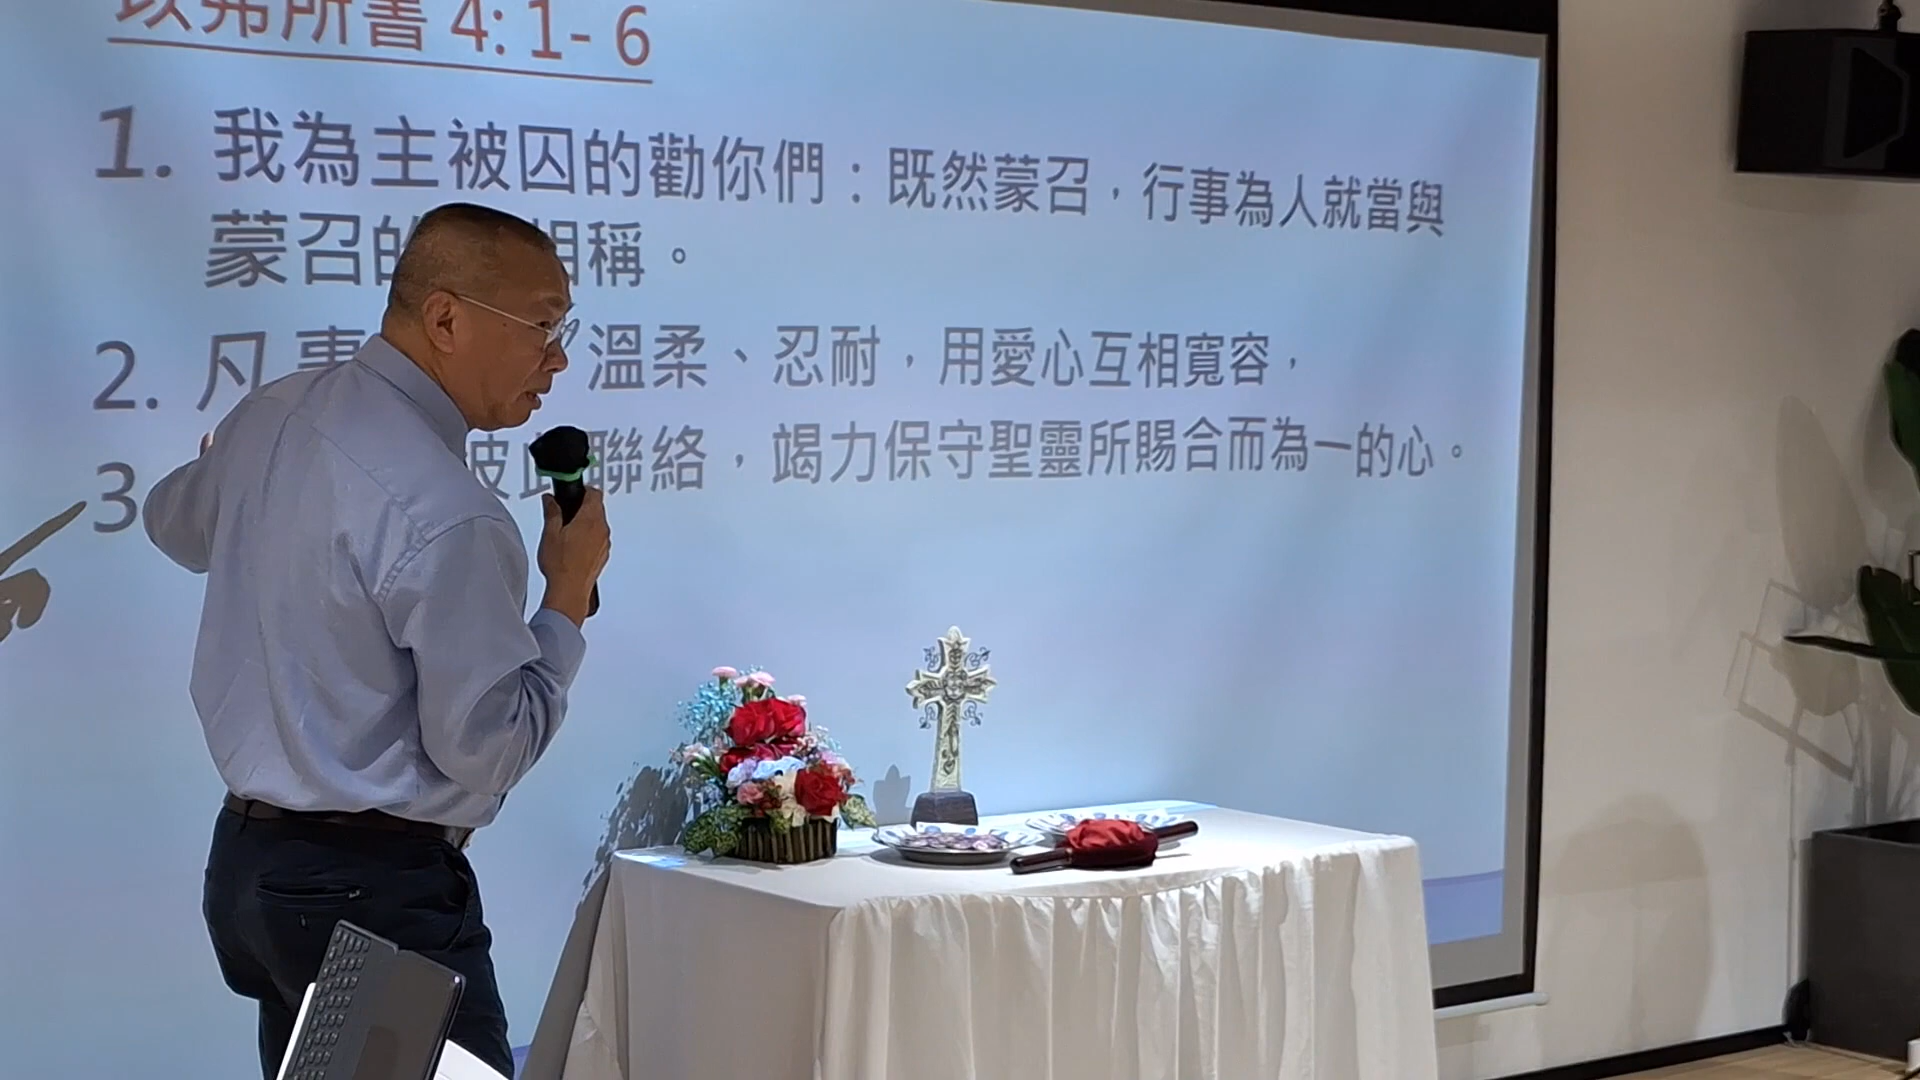 以弗所書 4: 1- 6
1. 我為主被囚的勸你們：既然蒙召，行事為人就當與
蒙召的 相稱。
2. 凡事 溫柔、忍耐，用愛心互相寬容，
3 彼此聯絡，竭力保守聖靈所賜合而為一的心。